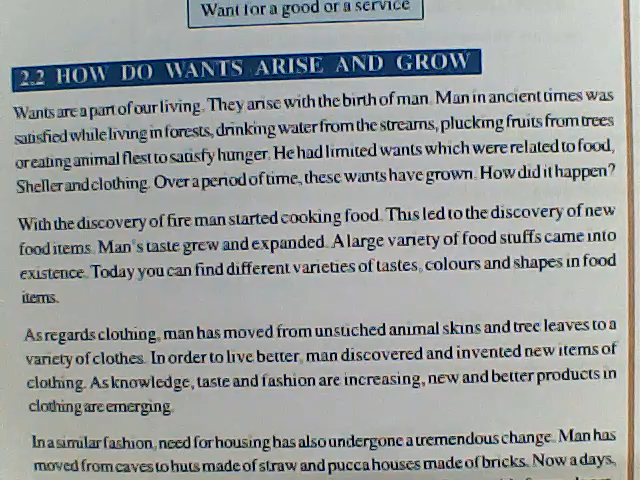 Want for a good or a service
2.2 HOW DO WANTS ARISE AND GROW
Wants are a part of our living. They arise with the birth of man. Man in ancient times was
satisfied while living in forests, drinking water from the streams, plucking fruits from trees
or eating animal flest to satisfy hunger. He had limited wants which were related to food,
Sheller and clothing. Over a period of time, these wants have grown. How did it happen?
With the discovery of fire man started cooking food. This led to the discovery of new
food items. Man's taste grew and expanded. A large variety of food stuffs came into
existence. Today you can find different varieties of tastes, colours and shapes in food
items.
As regards clothing, man has moved from unstiched animal skins and tree leaves to a
variety of clothes. In order to live better, man discovered and invented new items of
clothing. As knowledge, taste and fashion are increasing, new and better products in
clothing are emerging.
In a similar fashion, need for housing has also undergone a tremendous change. Man has
moved from caves to huts made of straw and pucca houses made of bricks. Now a days,